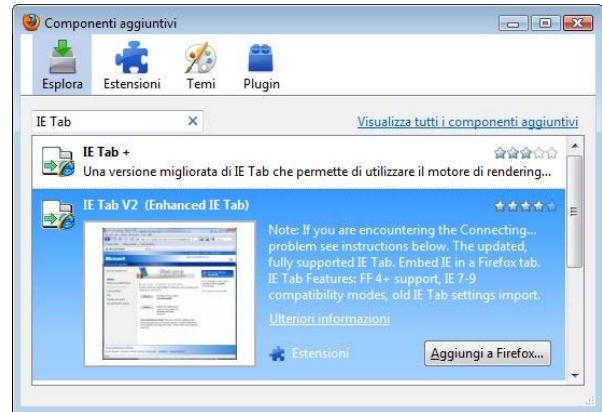 Componenti aggiuntivi
Esplora Estensioni Temi Plugin
IE Tab Visualizza tutti i componenti aggiuntivi
IE Tab +
Una versione migliorata di IE Tab che permette di utilizzare il motore di rendering...
IE Tab V2 (Enhanced IE Tab)
Note: If you are encountering the Connecting...
problem see instructions below. The updated,
fully supported IE Tab. Embed IE in a Firefox tab.
IE Tab Features: FF 4+ support, IE 7-9
compatibility modes, old IE Tab settings import.
Ulteriori informazioni
Estensioni Aggiungi a Firefox...